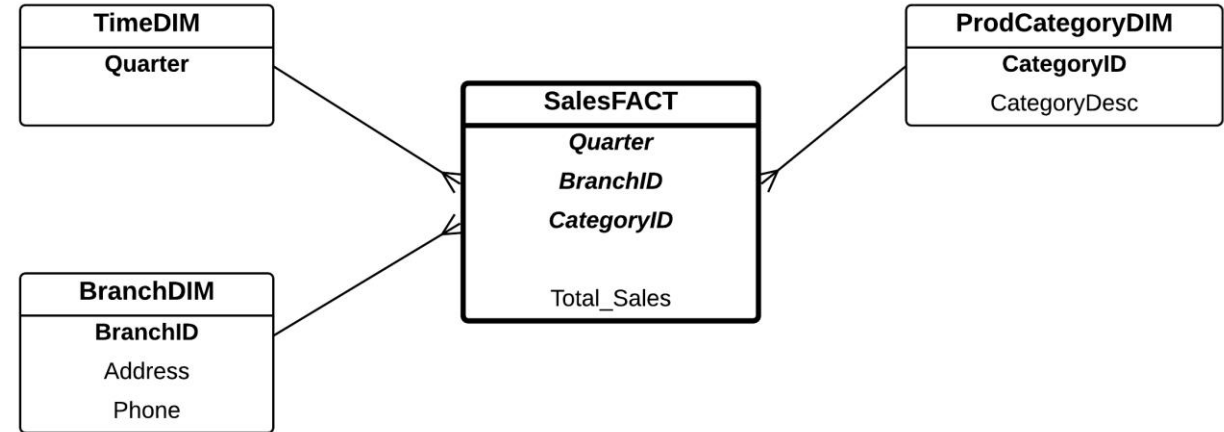 TimeDIM
Quarter
ProdCategoryDIM
CategoryID
CategoryDesc
SalesFACT
Quarter
BranchID
CategoryID
Total_Sales
BranchDIM
BranchID
Address
Phone